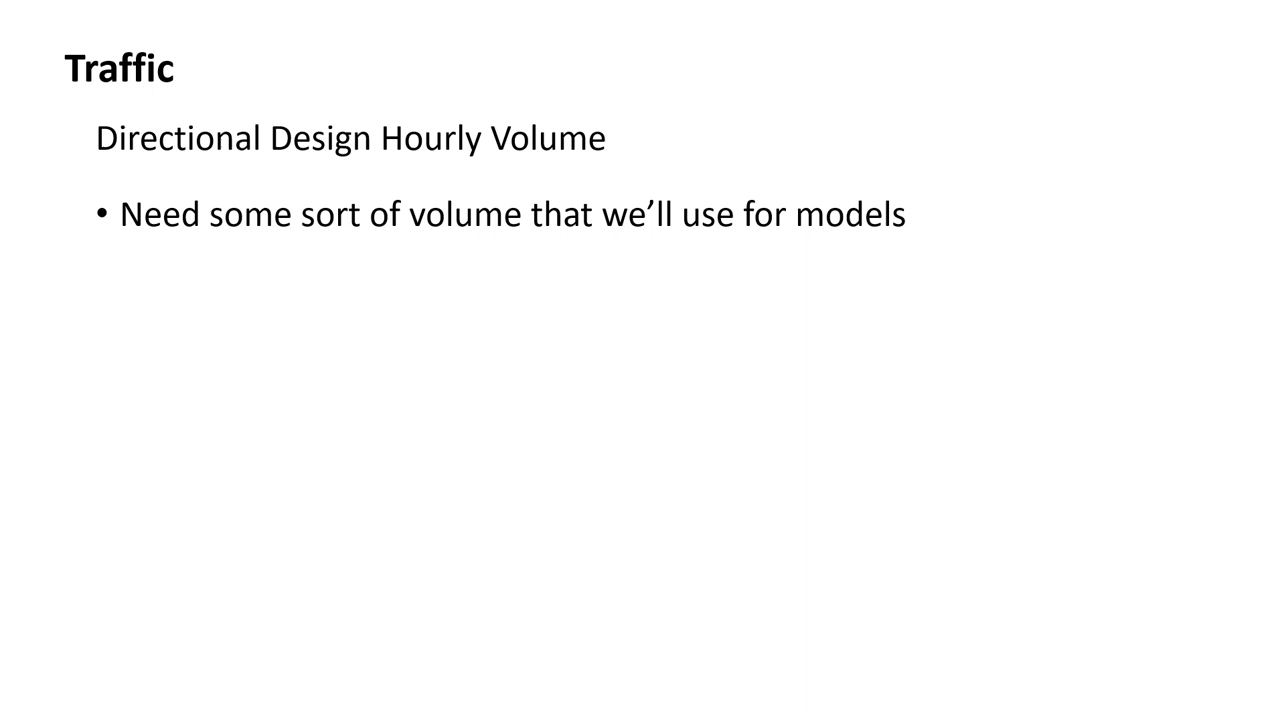 Traffic
Directional Design Hourly Volume
• Need some sort of volume that we’ll use for models